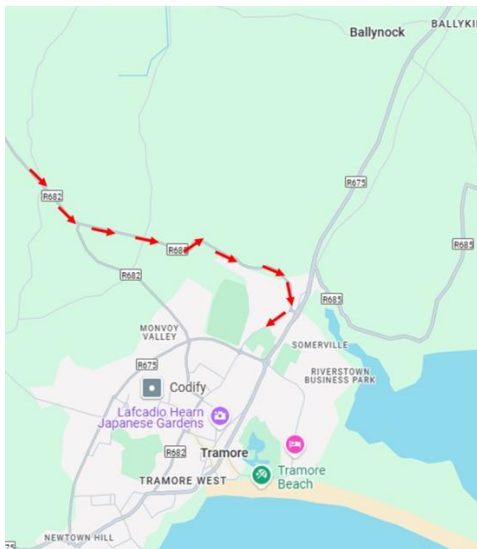 Ballynock
BALLYKI
R675
R682
R685
R682
R688
R685
MONVOY
VALLEY
SOMERVILLE
R675
RIVERSTOWN
BUSINESS PARK
Codify
Lafcadio Hearn
Japanese Gardens
R682
Tramore
Tramore
Beach
TRAMORE WEST
NEWTOWN HILL